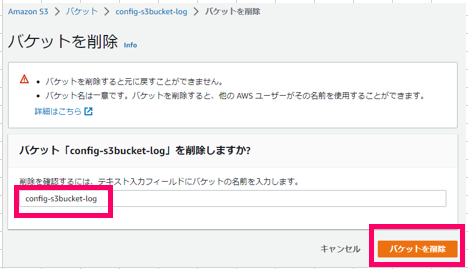 Amazon S3 > バケット > config-s3bucket-log > バケットを削除
バケットを削除 Info
• バケットを削除すると元に戻すことができません。
• バケット名は一意です。バケットを削除すると、他の AWS ユーザーがその名前を使用することができます。
詳細はこちら
バケット「config-s3bucket-log」を削除しますか?
削除を確認するには、テキスト入力フィールドにバケットの名前を入力します。
config-s3bucket-log
キャンセル バケットを削除